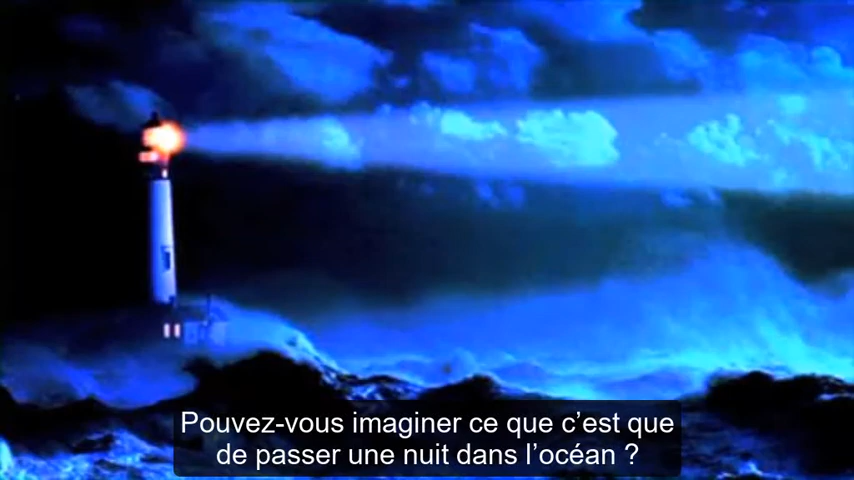 Pouvez-vous imaginer ce que c’est que
de passer une nuit dans l’océan ?